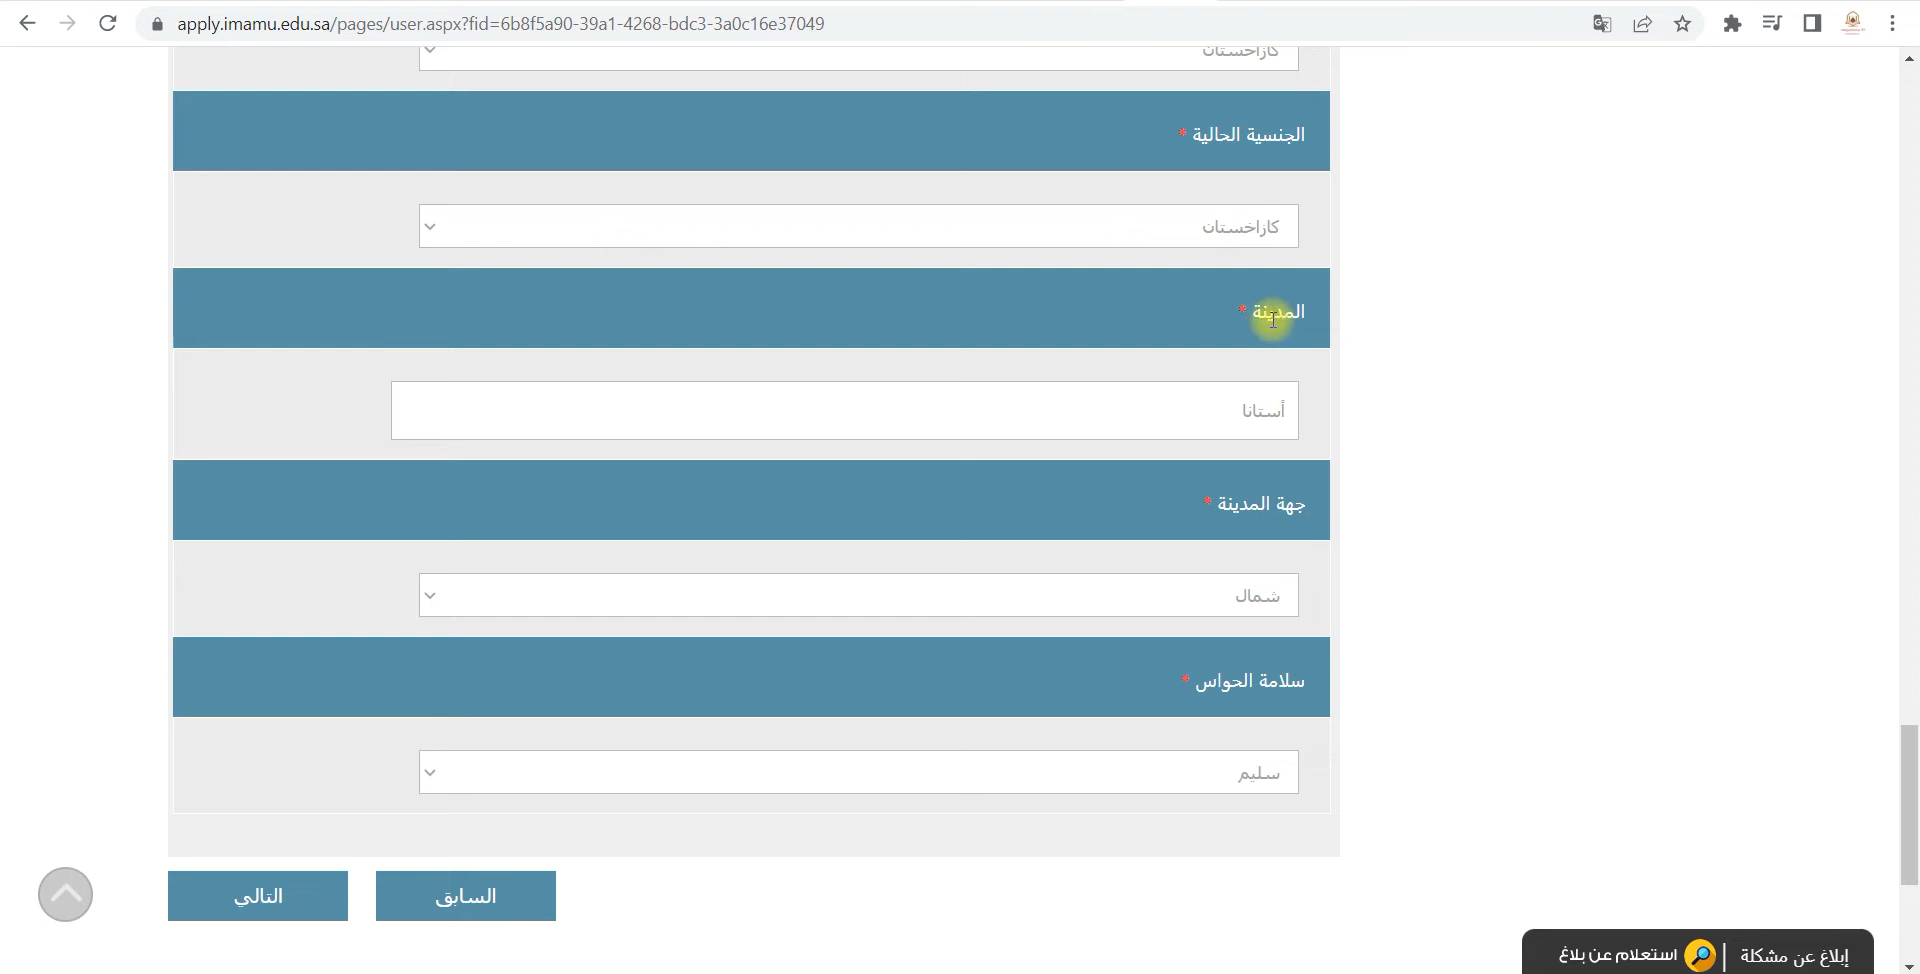 apply.imamu.edu.sa/pages/user.aspx?fid=6b8f5a90-39a1-4268-bdc3-3a0c16e37049
كازاخستان
الجنسية الحالية *
كازاخستان
المدينة *
أستانا
جهة المدينة *
شمال
سلامة الحواس *
سليم
السابق
التالي
إبلاغ عن مشكلة | استعلام عن بلاغ